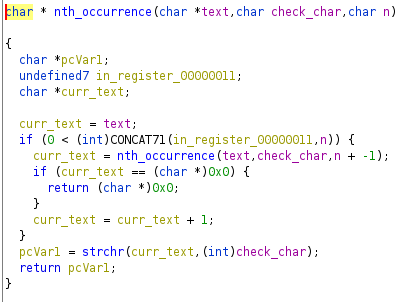 char * nth_occurrence(char *text,char check_char,char n)
{
char *pcVar1;
undefined7 in_register_00000011;
char *curr_text;
curr_text = text;
if (0 < (int)CONCAT71(in_register_00000011,n)) {
curr_text = nth_occurrence(text,check_char,n + -1);
if (curr_text == (char *)0x0) {
return (char *)0x0;
}
curr_text = curr_text + 1;
}
pcVar1 = strchr(curr_text,(int)check_char);
return pcVar1;
}